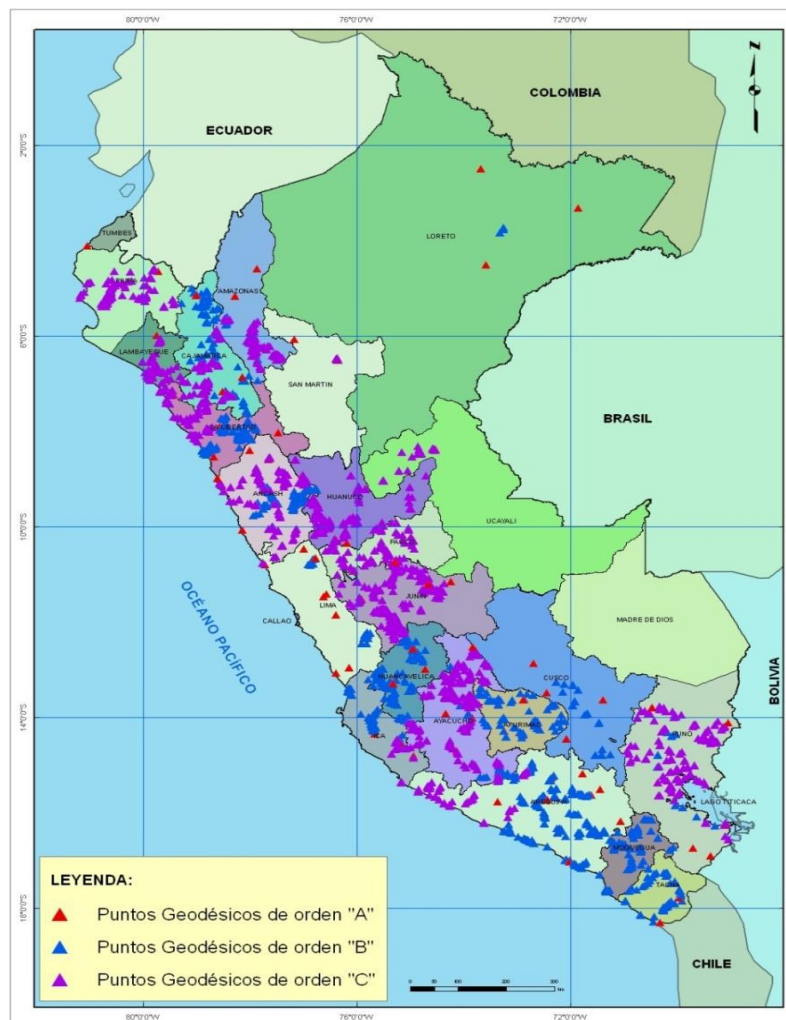 80°0'0"W 76°0'0"W 72°0'0"W
COLOMBIA
ECUADOR
2°0'0"S
TUMBES
LORETO
AMAZONAS
6°0'0"S
LAMBAYEQUE
CAJAMARCA
SAN MARTIN
BRASIL
ANCASH
HUANUCO
UCAYALI
10°0'0"S
JUNIN
LIMA
CALLAO
OCÉANO PACÍFICO
MADRE DE DIOS
CUSCO
HUANCAVELICA
BOLIVIA
14°0'0"S
AYACUCHO
APURIMAC
ICA
PUNO
AREQUIPA
LAGO TITICACA
MOQUEGUA
TACNA
18°0'0"S
CHILE
LEYENDA:
Puntos Geodésicos de orden "A"
Puntos Geodésicos de orden "B"
Puntos Geodésicos de orden "C"
80°0'0"W 76°0'0"W 72°0'0"W